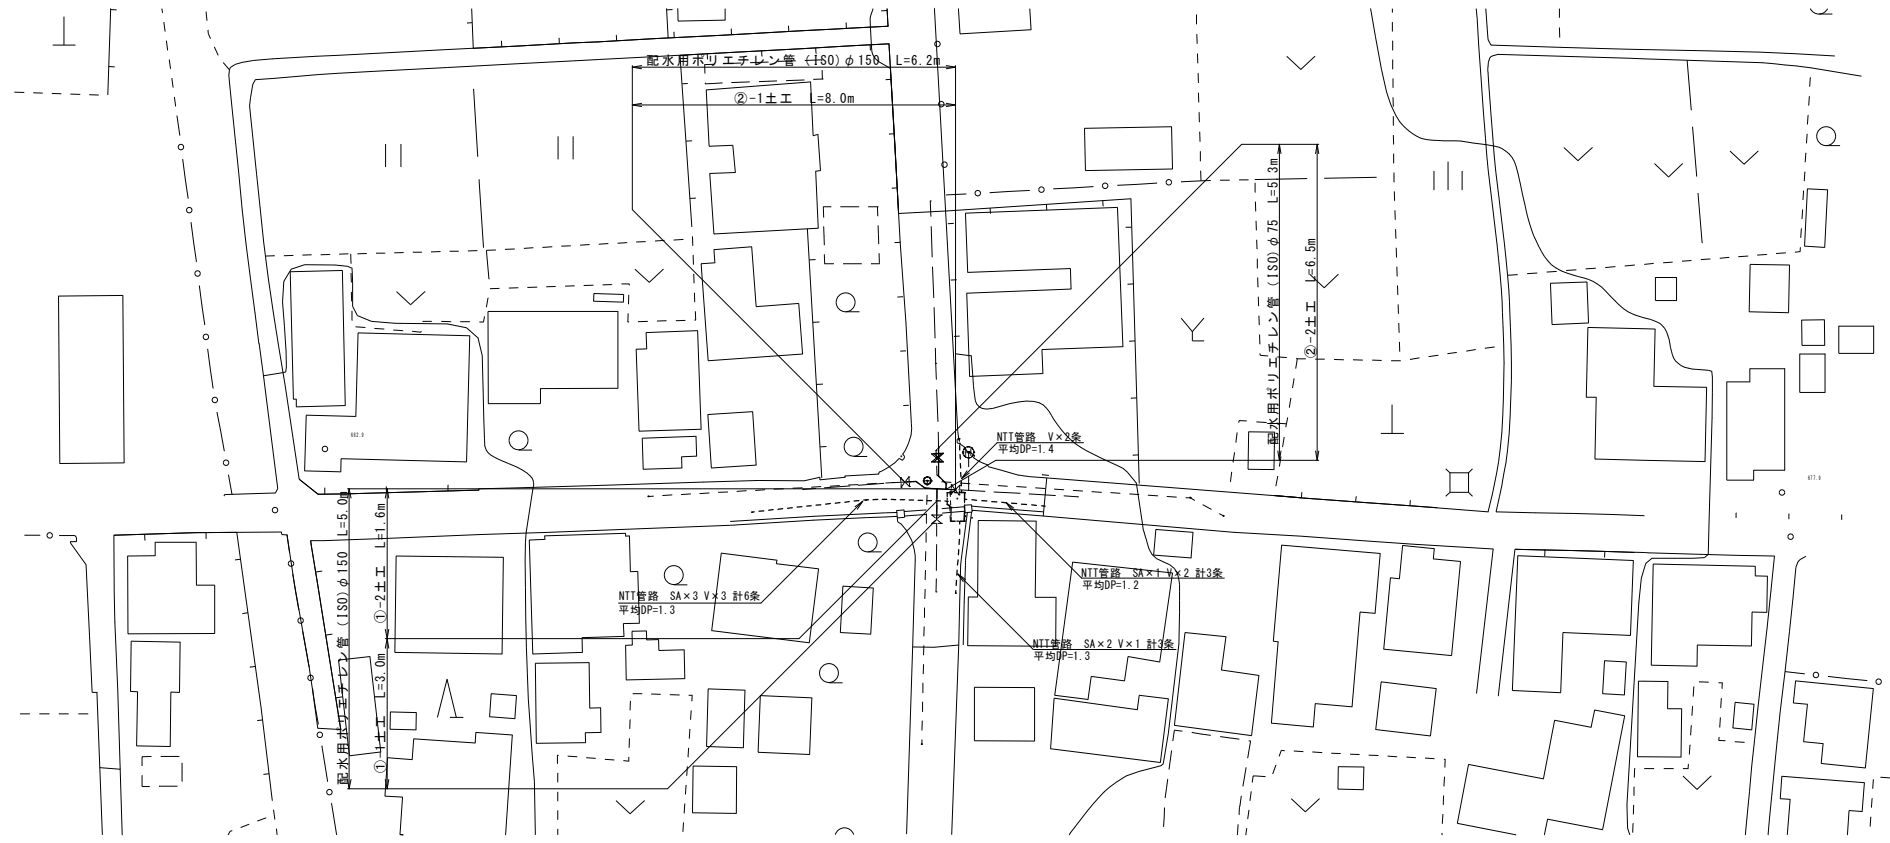 配水用ポリエチレン管(ISO)φ150 L=6.2m
②-1土工 L=8.0m
配水用ポリエチレン管(ISO)φ75 L=5.3m
②-2土工 L=6.5m
NTT管路 V×2条
平均DP=1.4
配水用ポリエチレン管(ISO)φ150 L=5.0m
①-2土工 L=1.6m
①-1土工 L=3.0m
NTT管路 SA×3 V×3 計6条
平均DP=1.3
NTT管路 SA×1 V×2 計3条
平均DP=1.2
NTT管路 SA×2 V×1 計3条
平均DP=1.3